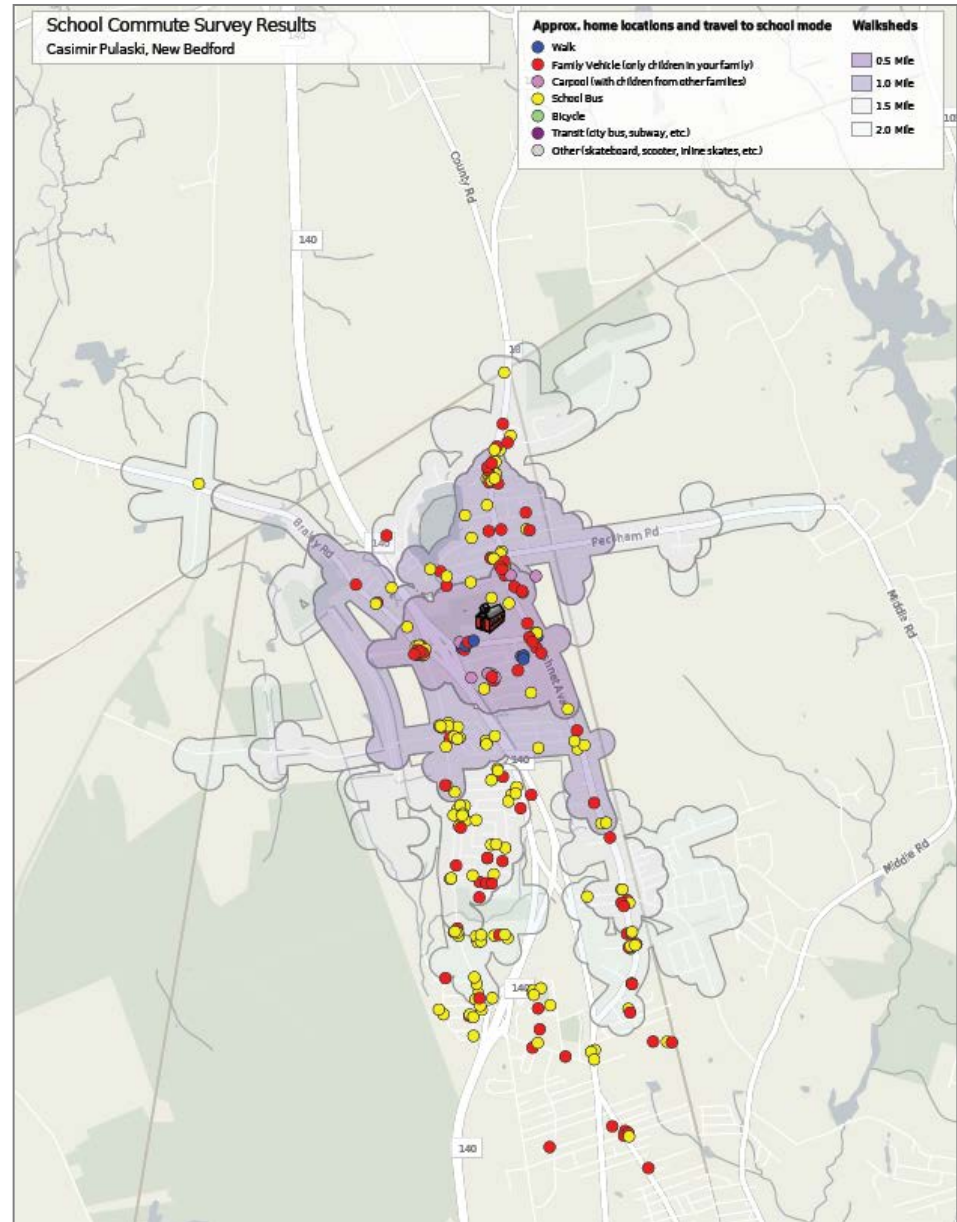 School Commute Survey Results
Casimir Pulaski, New Bedford
Approx. home locations and travel to school mode
Walk
Family Vehicle (only children in your family)
Carpool (with children from other families)
School Bus
Bicycle
Transit (city bus, subway, etc.)
Other (skateboard, scooter, inline skates, etc.)
Walksheds
0.5 Mile
1.0 Mile
1.5 Mile
2.0 Mile
County Rd
140
18
140
Peckham Rd
Middle Rd
140
Middle Rd
140
140